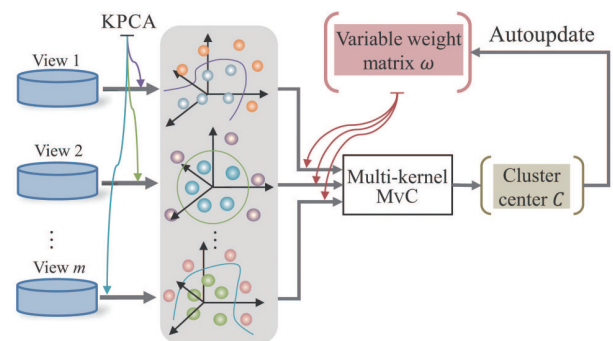 KPCA
View 1
View 2
⋮
View m
⋮
Variable weight
matrix ω
Autoupdate
Multi-kernel
MvC
Cluster
center C